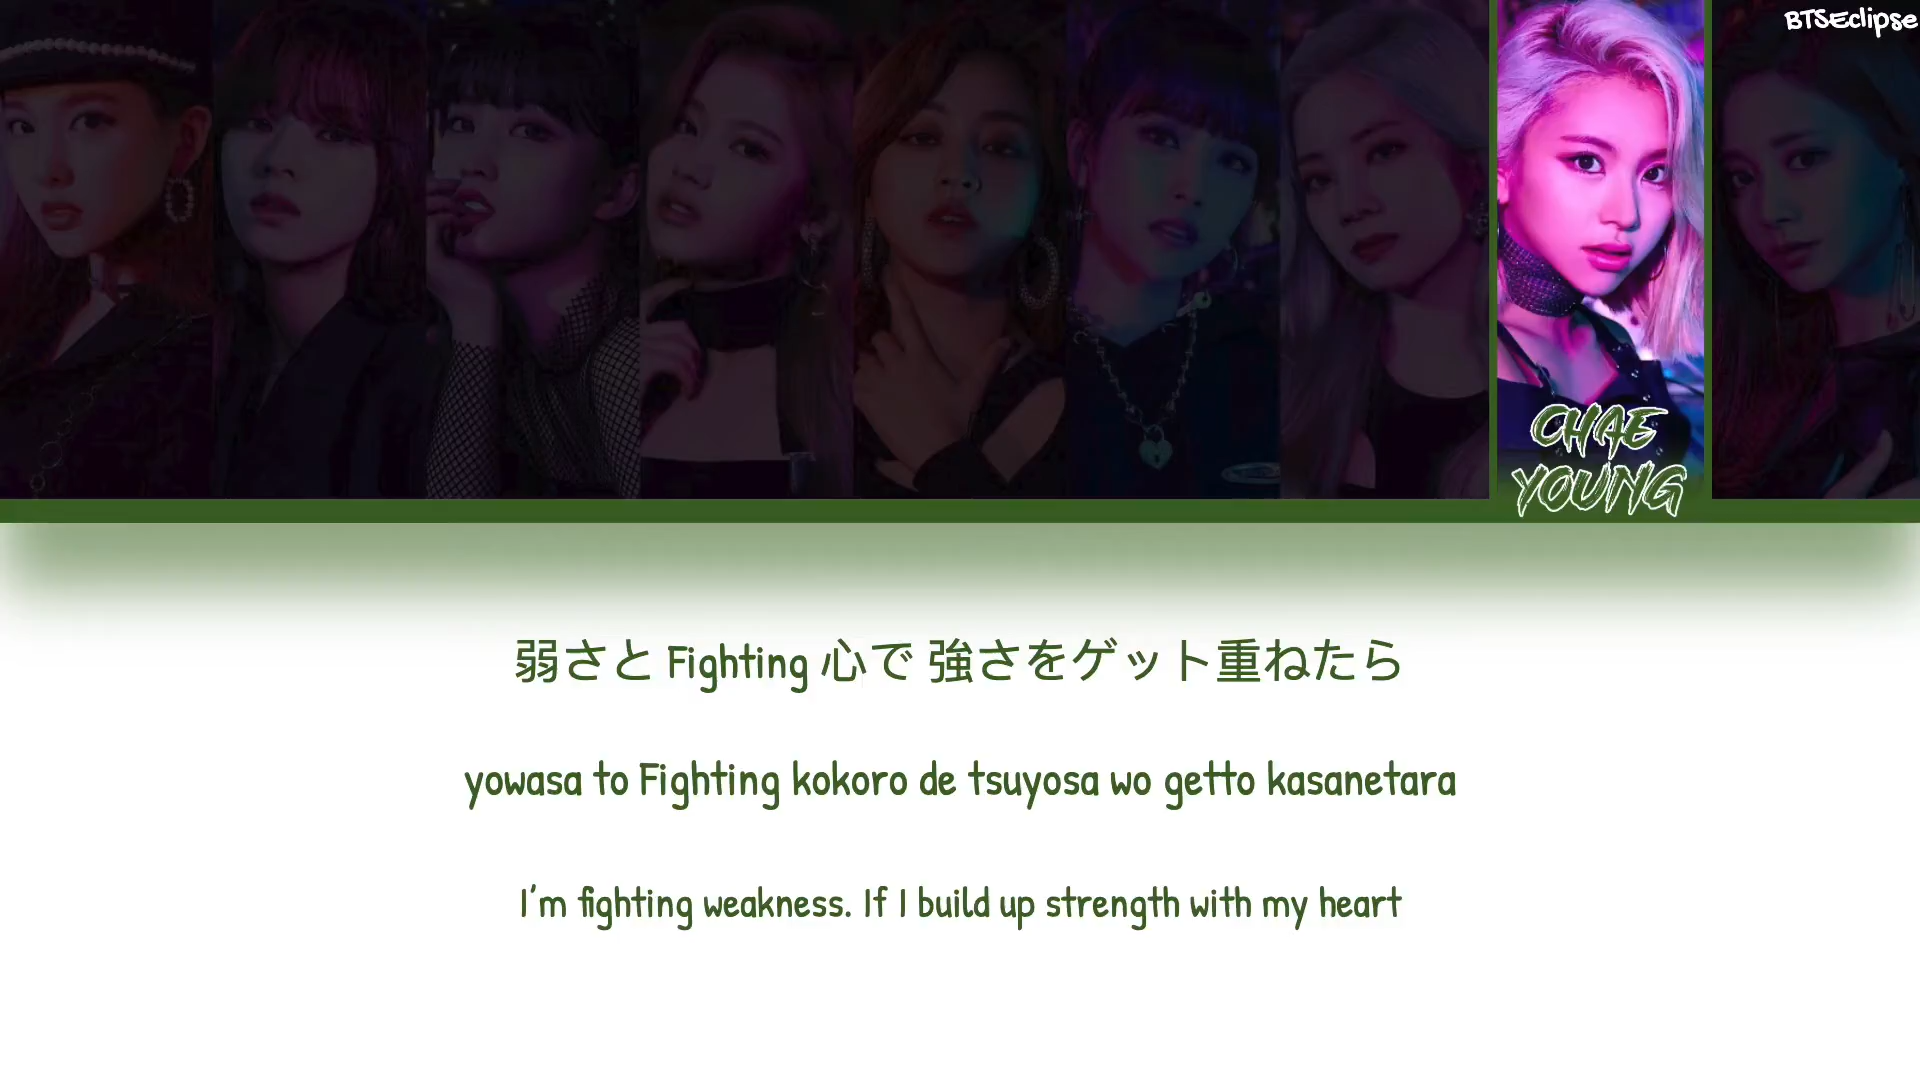 BTSEclipse
CHAE
YOUNG
弱さと Fighting 心で 強さをゲット重ねたら
yowasa to Fighting kokoro de tsuyosa wo getto kasanetara
I'm fighting weakness. If I build up strength with my heart